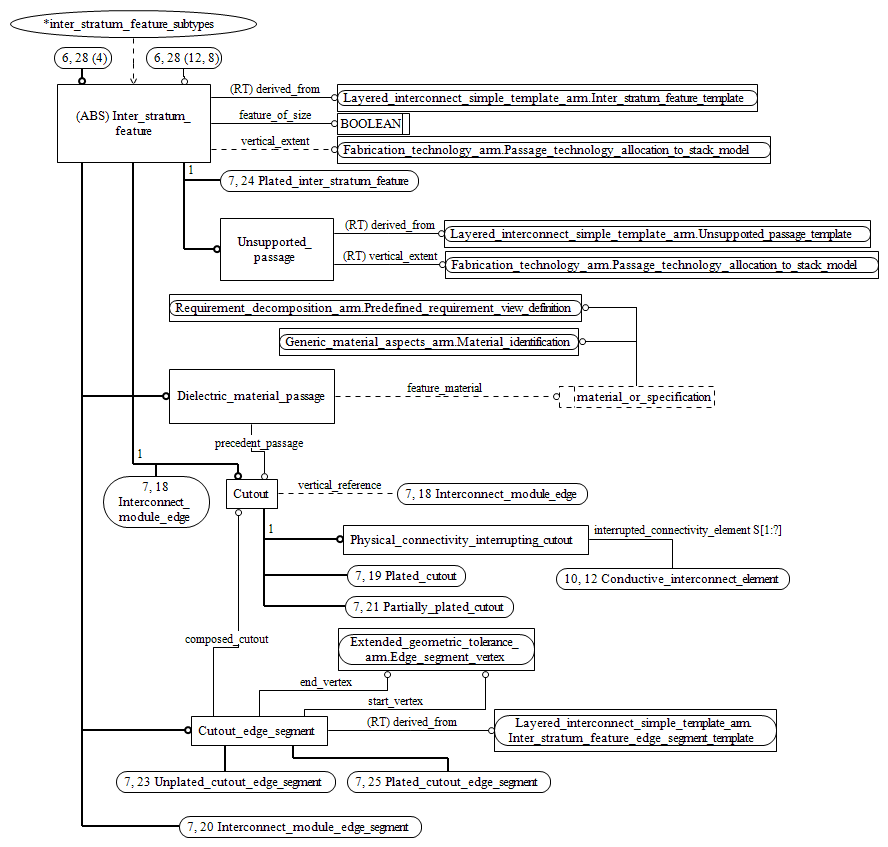 *inter_stratum_feature_subtypes
6, 28 (4)
6, 28 (12, 8)
(ABS) Inter_stratum_
feature
(RT) derived_from
Layered_interconnect_simple_template_arm.Inter_stratum_feature_template
feature_of_size
BOOLEAN
vertical_extent
Fabrication_technology_arm.Passage_technology_allocation_to_stack_model
1
7, 24 Plated_inter_stratum_feature
Unsupported_
passage
(RT) derived_from
Layered_interconnect_simple_template_arm.Unsupported_passage_template
(RT) vertical_extent
Fabrication_technology_arm.Passage_technology_allocation_to_stack_model
Requirement_decomposition_arm.Predefined_requirement_view_definition
Generic_material_aspects_arm.Material_identification
Dielectric_material_passage
feature_material
material_or_specification
precedent_passage
1
7, 18
Interconnect_
module_edge
Cutout
vertical_reference
7, 18 Interconnect_module_edge
1
Physical_connectivity_interrupting_cutout
interrupted_connectivity_element S[1:?]
7, 19 Plated_cutout
10, 12 Conductive_interconnect_element
7, 21 Partially_plated_cutout
composed_cutout
Extended_geometric_tolerance_
arm.Edge_segment_vertex
end_vertex
start_vertex
Cutout_edge_segment
(RT) derived_from
Layered_interconnect_simple_template_arm.
Inter_stratum_feature_edge_segment_template
7, 23 Unplated_cutout_edge_segment
7, 25 Plated_cutout_edge_segment
7, 20 Interconnect_module_edge_segment